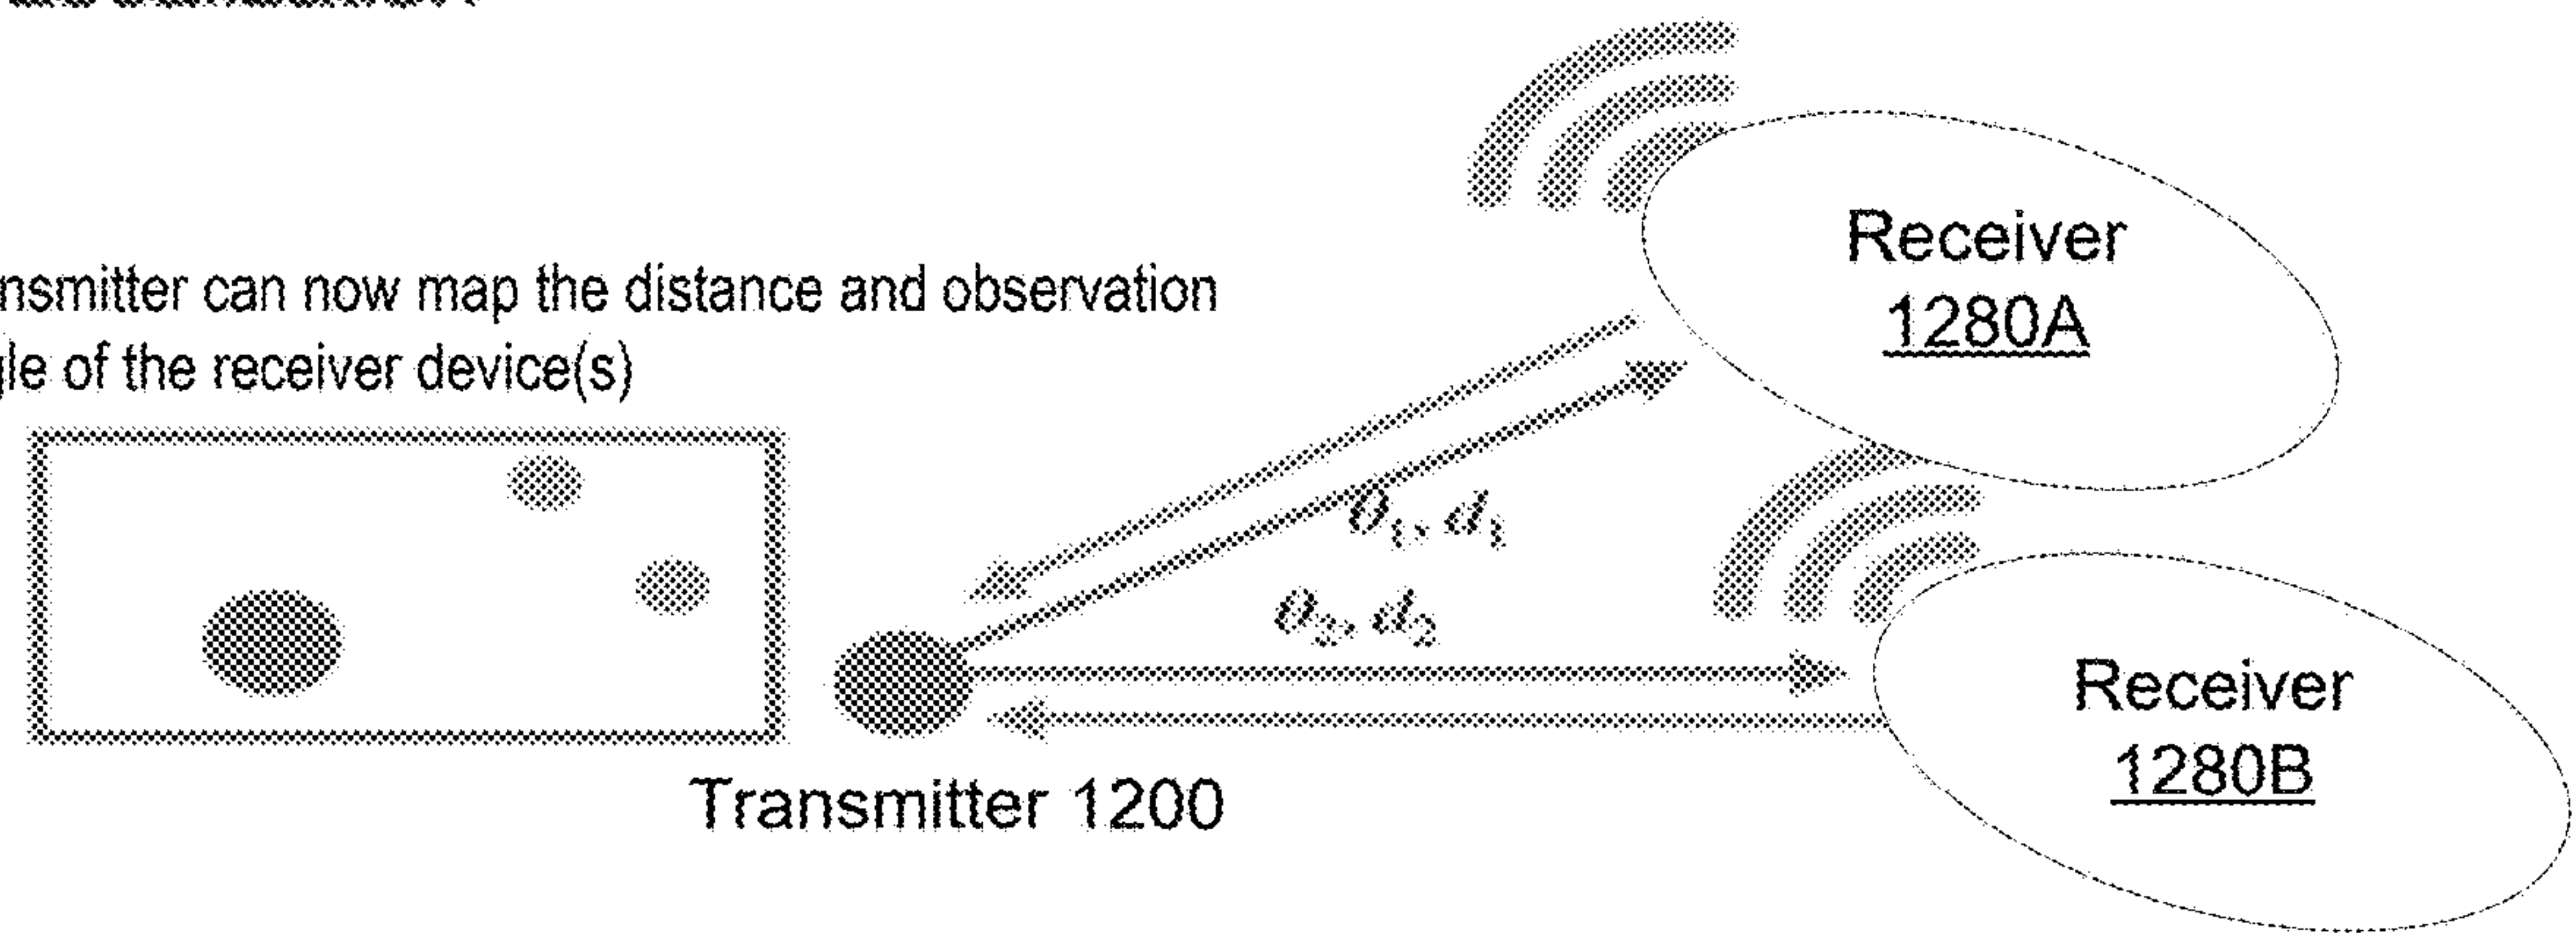 nsmitter can now map the distance and observation
le of the receiver device(s)
Receiver
1280A
θ₁, d₁
θ₂, d₂
Receiver
1280B
Transmitter 1200